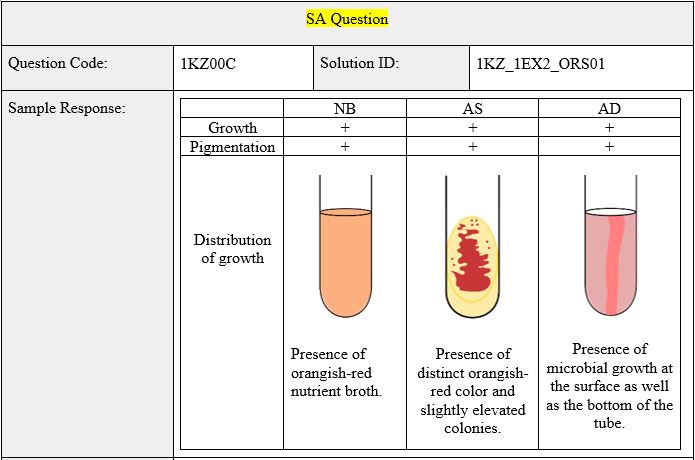 SA Question
Question Code: 1KZ00C Solution ID: 1KZ_1EX2_ORS01
Sample Response:
NB AS AD
Growth + + +
Pigmentation + + +
Distribution
of growth
Presence of
orangish-red
nutrient broth.
Presence of
distinct orangish-
red color and
slightly elevated
colonies.
Presence of
microbial growth at
the surface as well
as the bottom of the
tube.